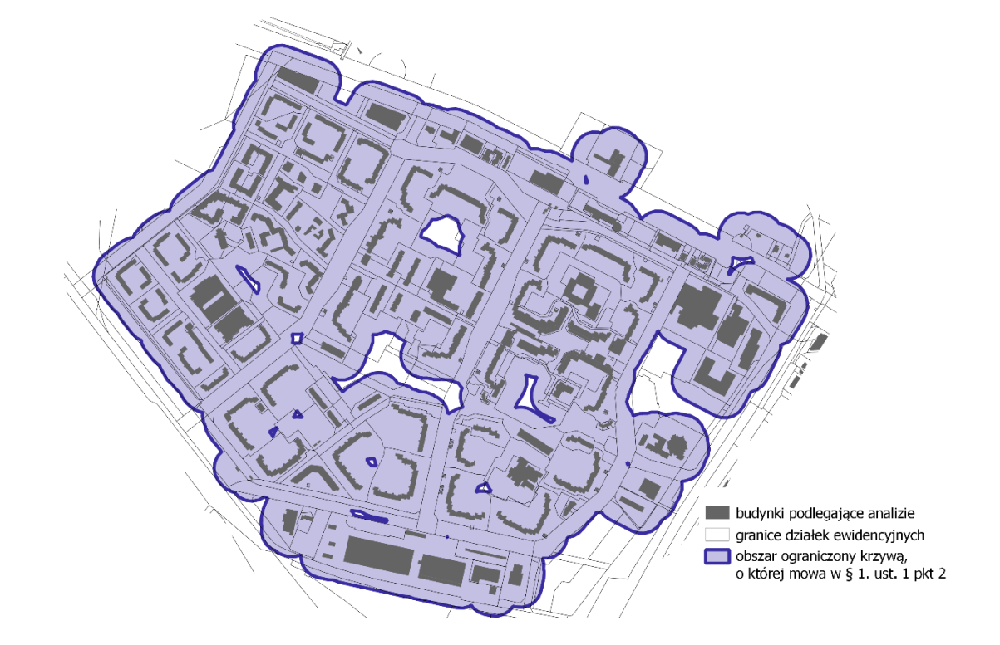 budynki podlegające analizie
granice działek ewidencyjnych
obszar ograniczony krzywą,
o której mowa w § 1. ust. 1 pkt 2